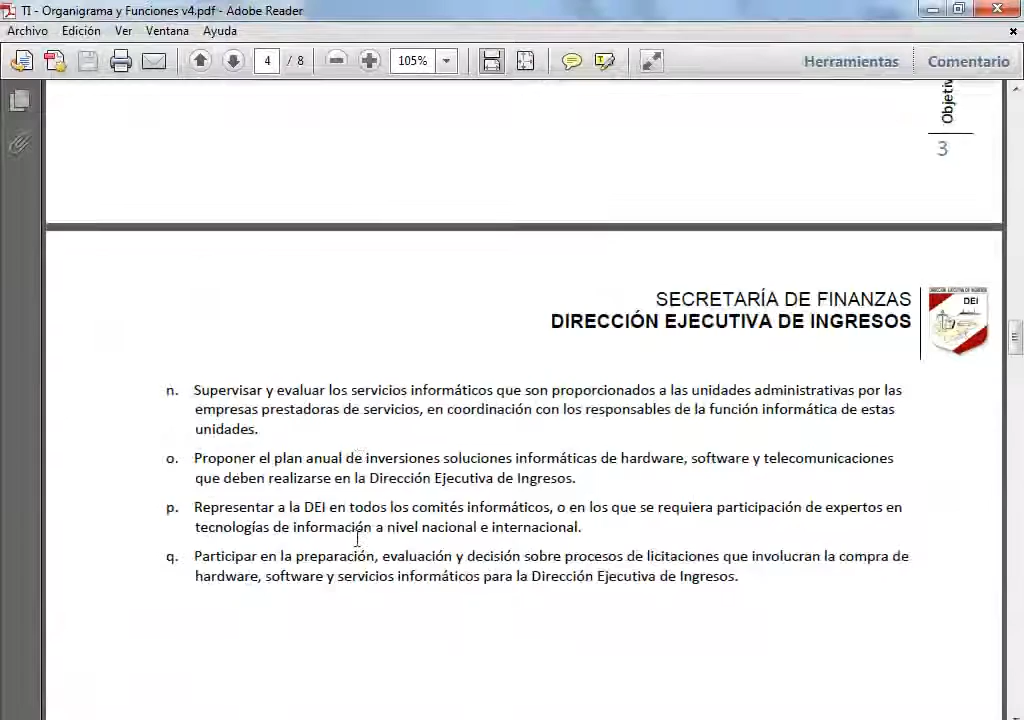 TI - Organigrama y Funciones v4.pdf - Adobe Reader
Archivo Edición Ver Ventana Ayuda
4 / 8 105% Herramientas Comentario
Objetiv
3
SECRETARÍA DE FINANZAS
DIRECCIÓN EJECUTIVA DE INGRESOS
DEI
n. Supervisar y evaluar los servicios informáticos que son proporcionados a las unidades administrativas por las
empresas prestadoras de servicios, en coordinación con los responsables de la función informática de estas
unidades.
o. Proponer el plan anual de inversiones soluciones informáticas de hardware, software y telecomunicaciones
que deben realizarse en la Dirección Ejecutiva de Ingresos.
p. Representar a la DEI en todos los comités informáticos, o en los que se requiera participación de expertos en
tecnologías de información a nivel nacional e internacional.
q. Participar en la preparación, evaluación y decisión sobre procesos de licitaciones que involucran la compra de
hardware, software y servicios informáticos para la Dirección Ejecutiva de Ingresos.